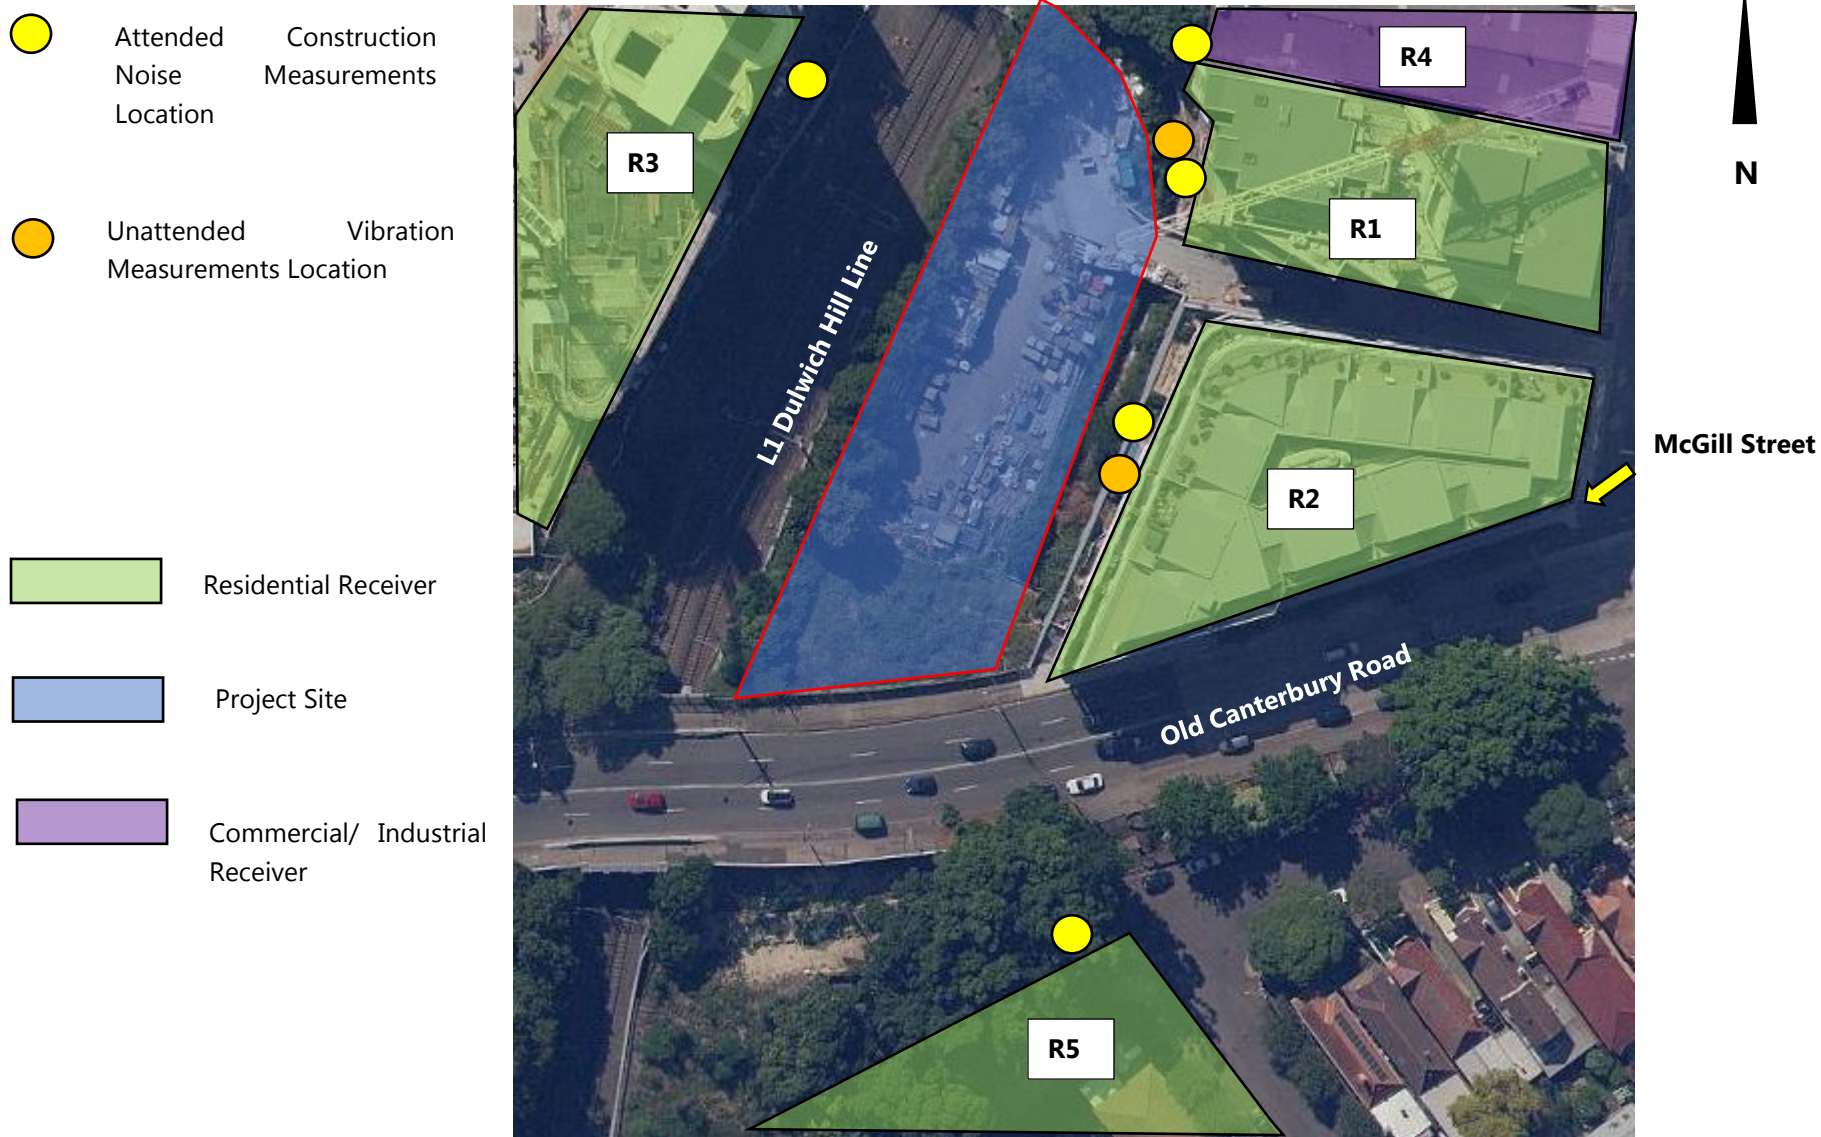 Attended Construction
Noise Measurements
Location
Unattended Vibration
Measurements Location
Residential Receiver
Project Site
Commercial/ Industrial
Receiver
R3
R4
R1
R2
R5
L1 Dulwich Hill Line
Old Canterbury Road
N
McGill Street